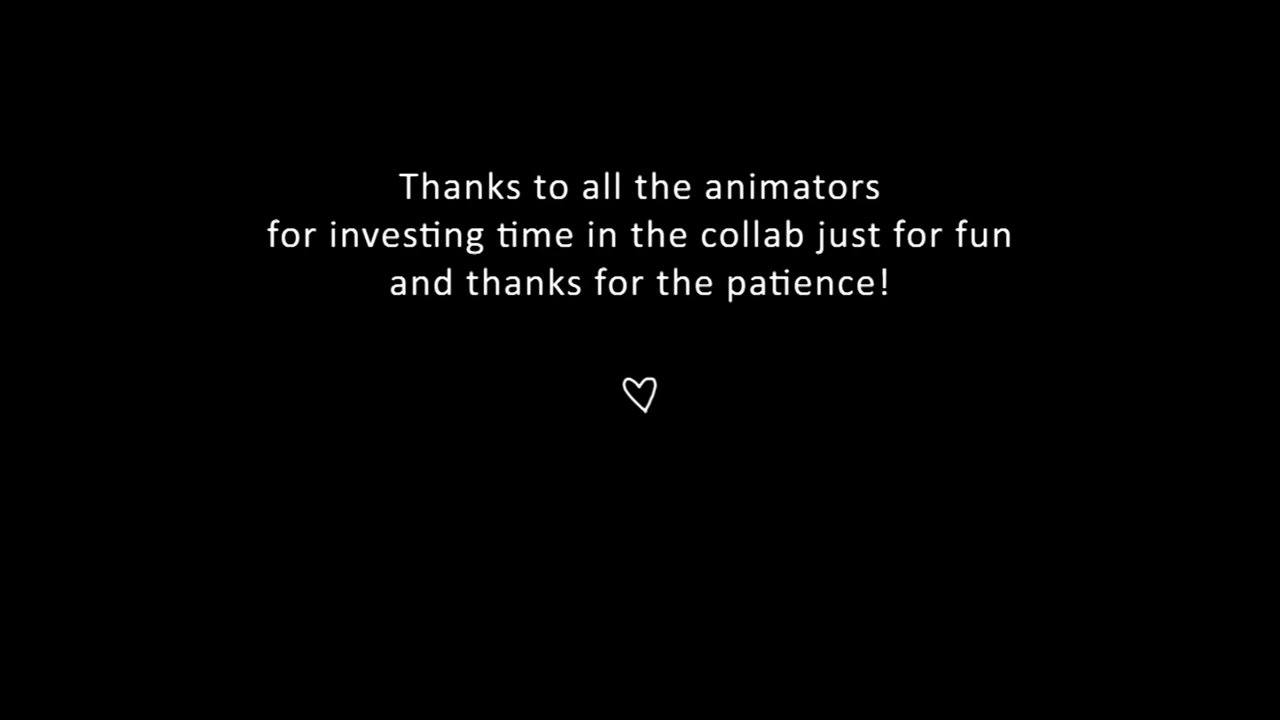 Thanks to all the animators
for investing time in the collab just for fun
and thanks for the patience!